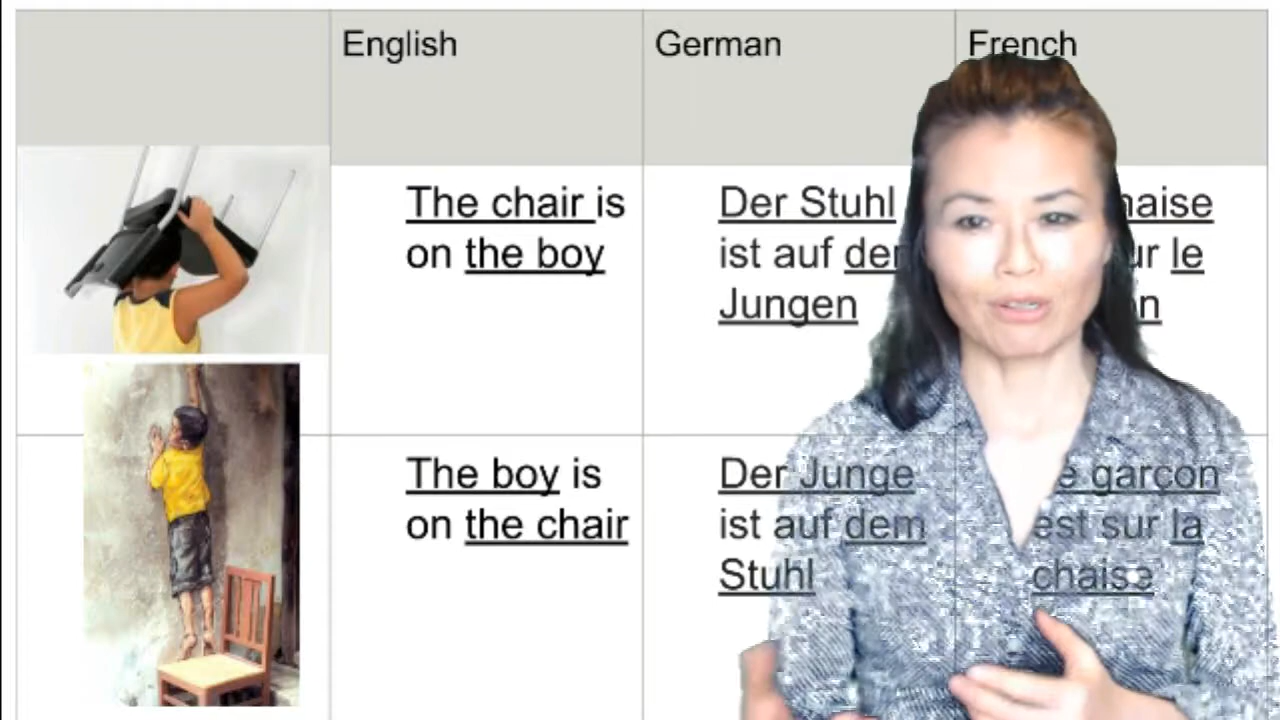 English
German
French
The chair is
on the boy
Der Stuhl
ist auf
Jungen
le
The boy is
on the chair
Der Junge
ist auf dem
Stuhl
garçon
est sur la
chaise